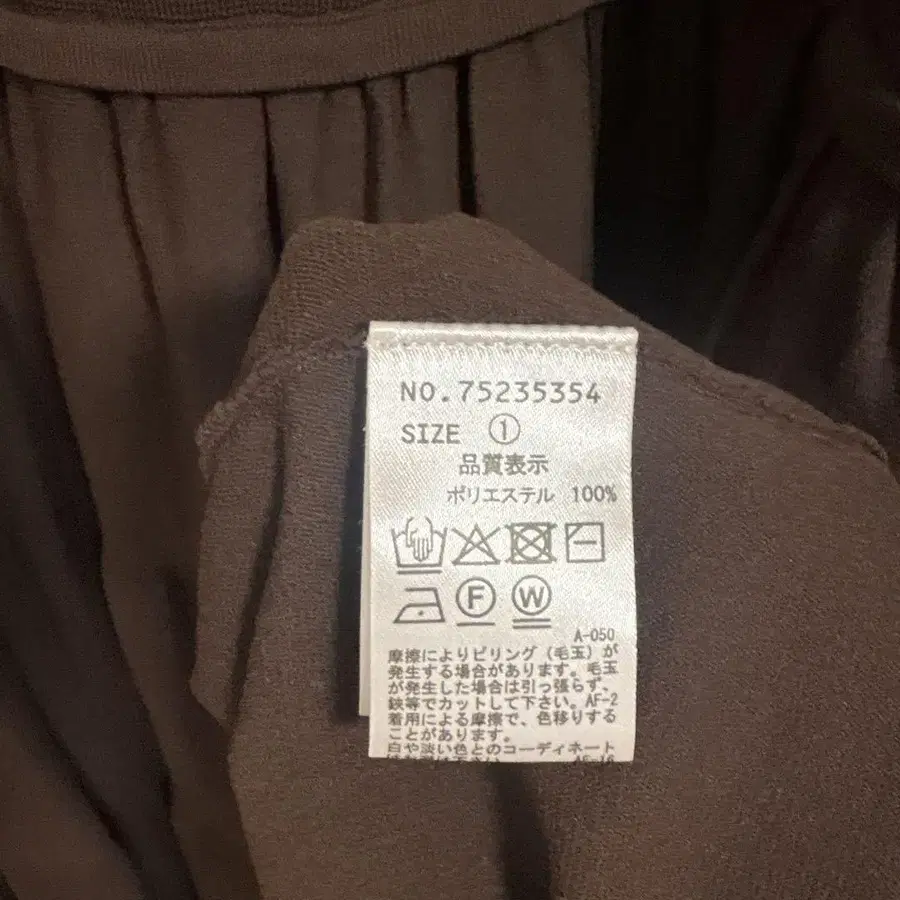 NO.75235354
SIZE ①
品質表示
ポリエステル 100%
F W
A-050
摩擦によりピリング(毛玉)が
発生する場合があります。毛玉
が発生した場合は引っ張らず、
鋏等でカットして下さい。AF-2
着用による摩擦で、色移りする
ことがあります。
白や淡い色とのコーディネート